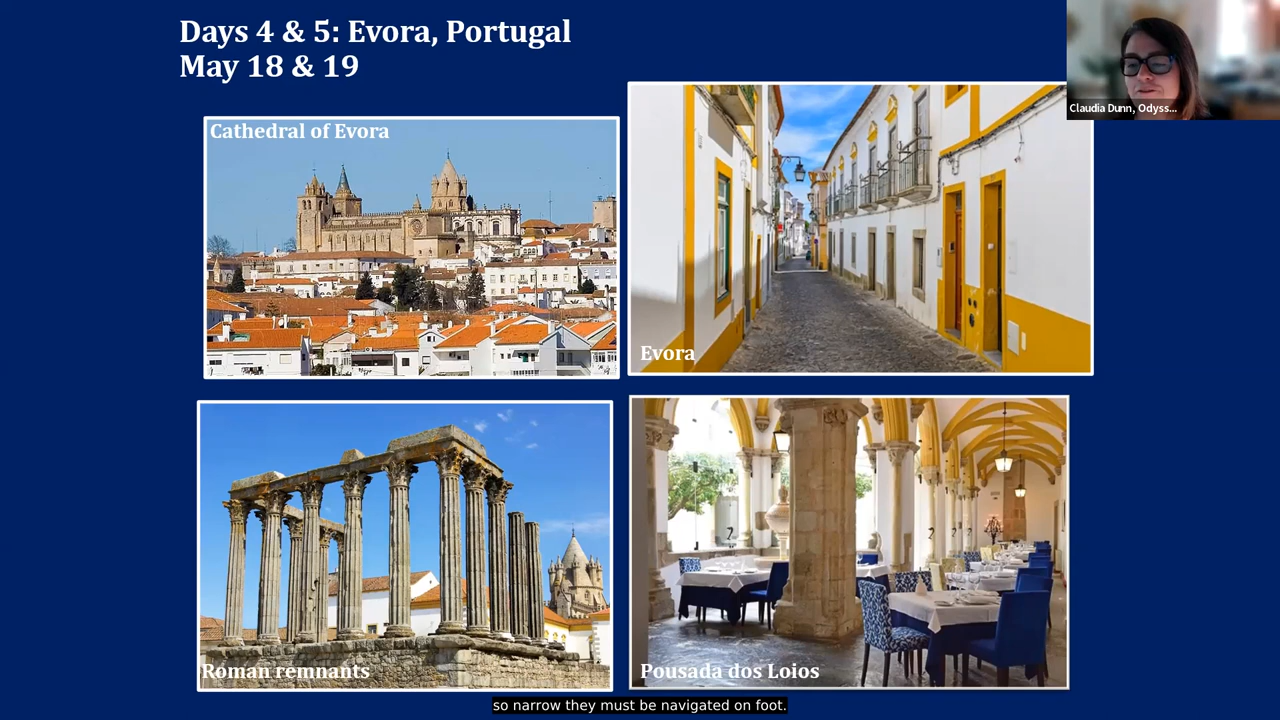 Days 4 & 5: Evora, Portugal
May 18 & 19
Claudia Dunn, Odyss...
Cathedral of Evora
Evora
Roman remnants
Pousada dos Loios
so narrow they must be navigated on foot.